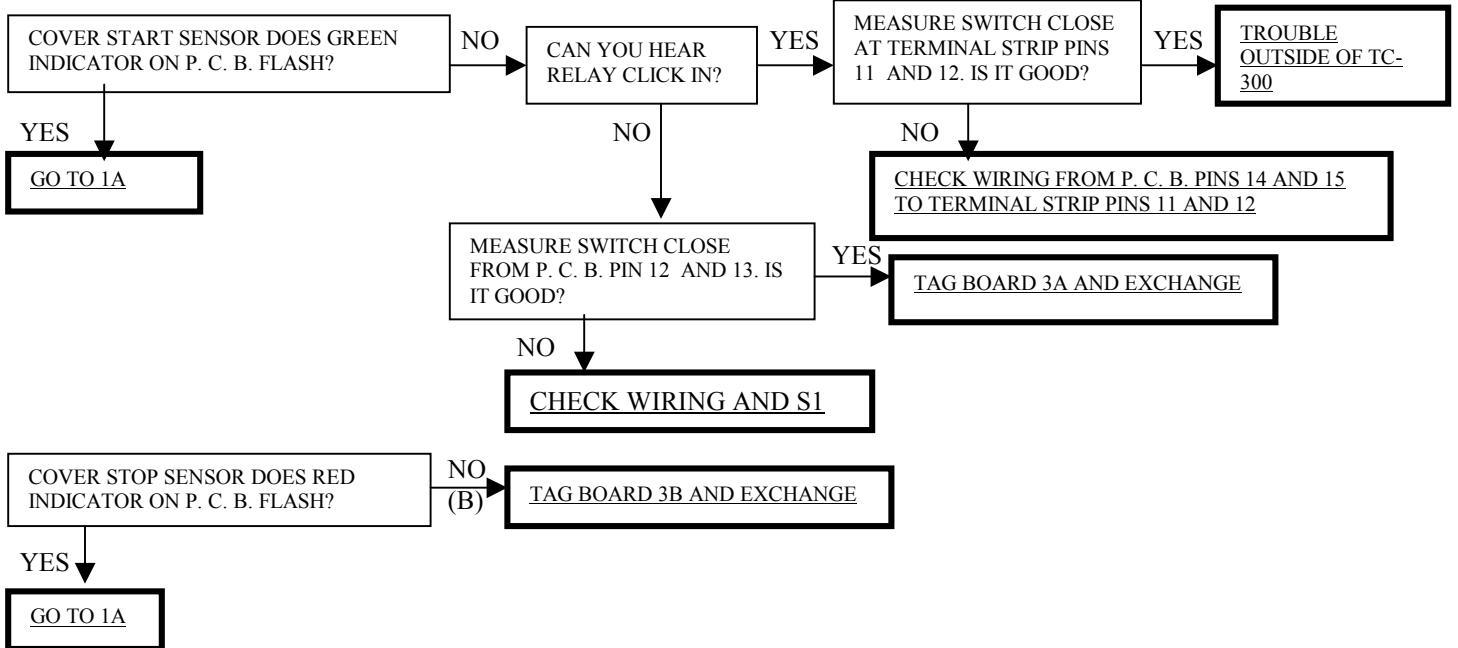 COVER START SENSOR DOES GREEN
INDICATOR ON P. C. B. FLASH?
NO
CAN YOU HEAR
RELAY CLICK IN?
YES
MEASURE SWITCH CLOSE
AT TERMINAL STRIP PINS
11 AND 12. IS IT GOOD?
YES
TROUBLE
OUTSIDE OF TC-
300
YES
GO TO 1A
NO
NO
CHECK WIRING FROM P. C. B. PINS 14 AND 15
TO TERMINAL STRIP PINS 11 AND 12
MEASURE SWITCH CLOSE
FROM P. C. B. PIN 12 AND 13. IS
IT GOOD?
YES
TAG BOARD 3A AND EXCHANGE
NO
CHECK WIRING AND S1
COVER STOP SENSOR DOES RED
INDICATOR ON P. C. B. FLASH?
NO
(B)
TAG BOARD 3B AND EXCHANGE
YES
GO TO 1A